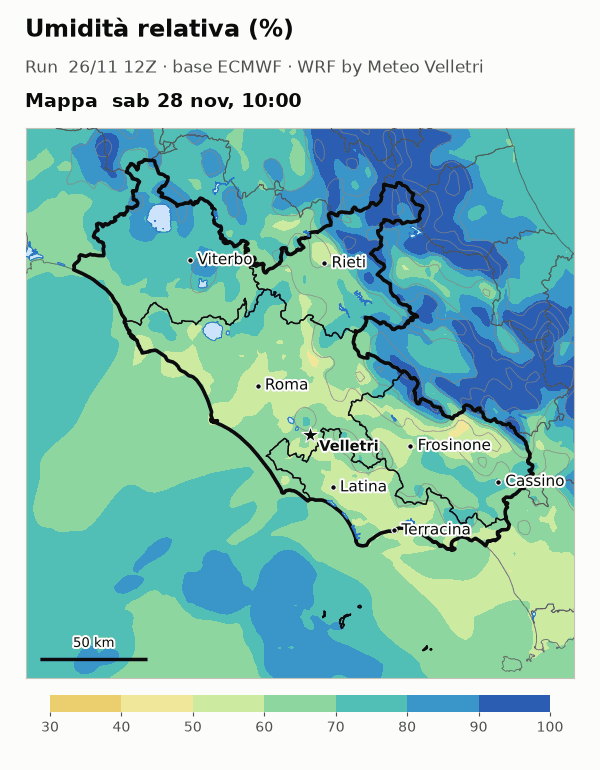 Umidità relativa (%)
Run  26/11 12Z · base ECMWF · WRF by Meteo Velletri
Mappa  sab 28 nov, 10:00
Viterbo
Rieti
Roma
Velletri
Frosinone
Latina
Cassino
Terracina
50 km
30 40 50 60 70 80 90 100